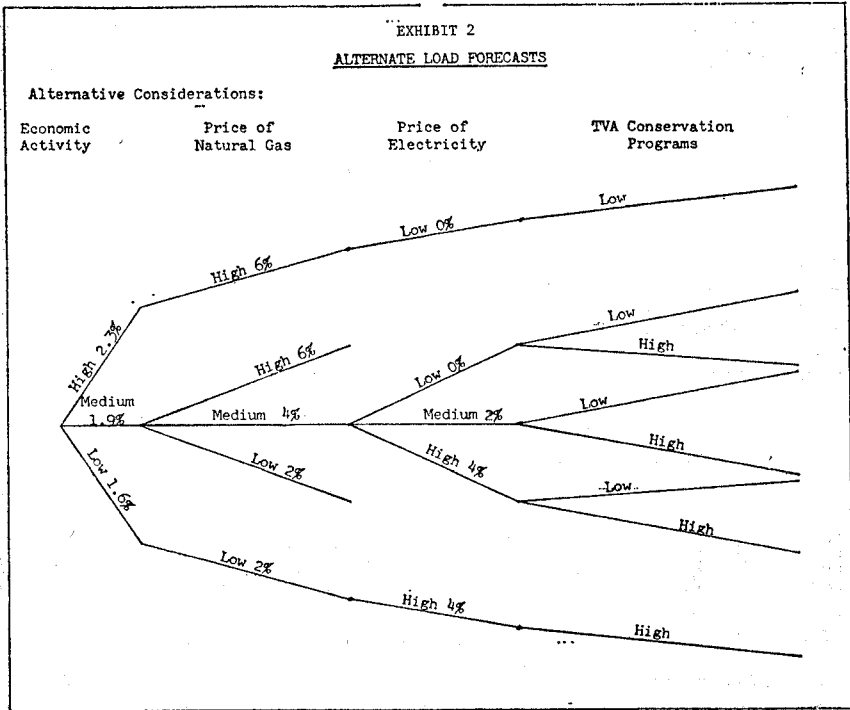 EXHIBIT 2
ALTERNATE LOAD FORECASTS
Alternative Considerations:
Economic Activity
Price of Natural Gas
Price of Electricity
TVA Conservation Programs
High 2.3%
High 6%
Low 0%
Low
Medium 1.9%
High 6%
Medium 4%
Low 2%
Low 0%
Low
High
Medium 2%
Low
High
High 4%
Low
High
Low 1.6%
Low 2%
High 4%
High